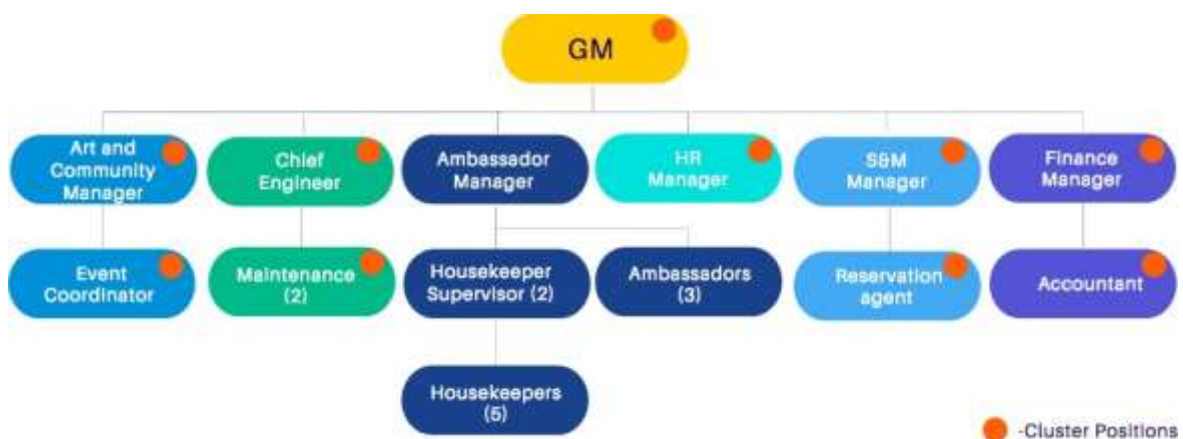 GM
Art and
Community
Manager
Chief
Engineer
Ambassador
Manager
HR
Manager
S&M
Manager
Finance
Manager
Event
Coordinator
Maintenance
(2)
Housekeeper
Supervisor (2)
Ambassadors
(3)
Reservation
agent
Accountant
Housekeepers
(5)
-Cluster Positions